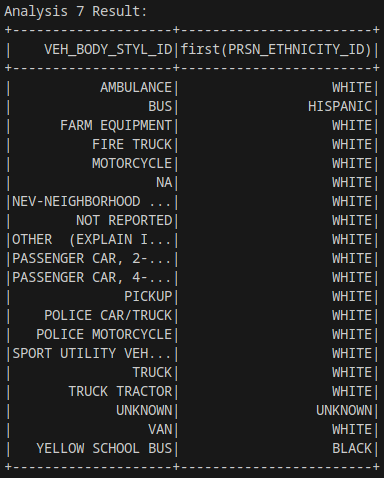 Analysis 7 Result:
+--------------------+------------------------+
|    VEH_BODY_STYL_ID|first(PRSN_ETHNICITY_ID)|
+--------------------+------------------------+
|           AMBULANCE|                   WHITE|
|                 BUS|                HISPANIC|
|      FARM EQUIPMENT|                   WHITE|
|          FIRE TRUCK|                   WHITE|
|          MOTORCYCLE|                   WHITE|
|                  NA|                   WHITE|
|NEV-NEIGHBORHOOD ...|                   WHITE|
|        NOT REPORTED|                   WHITE|
|OTHER  (EXPLAIN I...|                   WHITE|
|PASSENGER CAR, 2-...|                   WHITE|
|PASSENGER CAR, 4-...|                   WHITE|
|              PICKUP|                   WHITE|
|    POLICE CAR/TRUCK|                   WHITE|
|   POLICE MOTORCYCLE|                   WHITE|
|SPORT UTILITY VEH...|                   WHITE|
|               TRUCK|                   WHITE|
|       TRUCK TRACTOR|                   WHITE|
|             UNKNOWN|                 UNKNOWN|
|                 VAN|                   WHITE|
|   YELLOW SCHOOL BUS|                   BLACK|
+--------------------+------------------------+